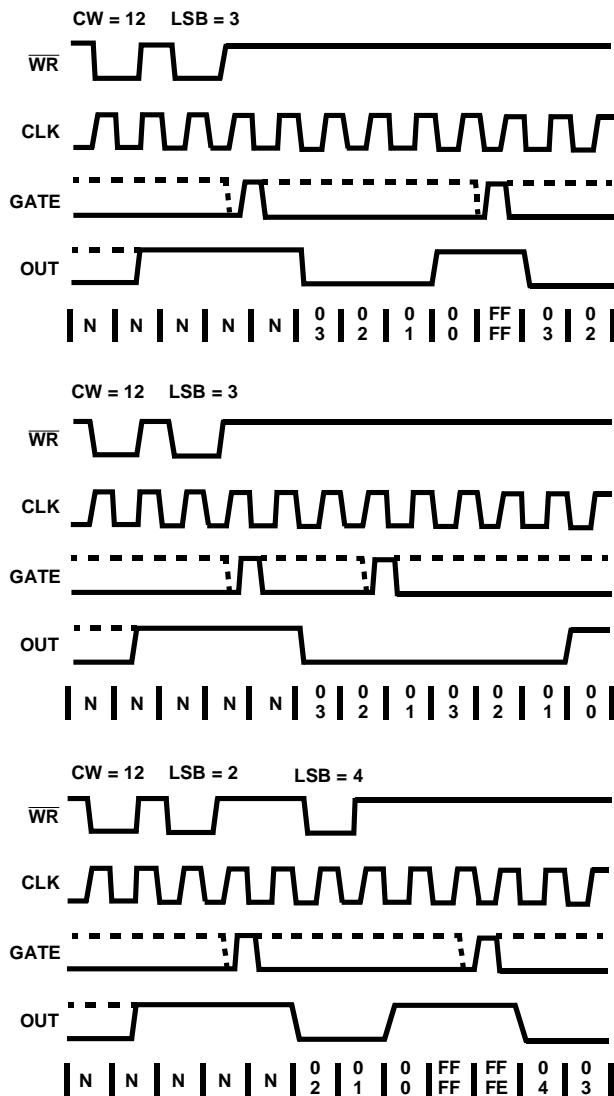 CW = 12 LSB = 3
WR
CLK
GATE
OUT
N N N N N 0 0 0 0 FF 0 0
3 2 1 0 FF 3 2
CW = 12 LSB = 3
WR
CLK
GATE
OUT
N N N N N 0 0 0 0 0 0 0
3 2 1 3 2 1 0
CW = 12 LSB = 2 LSB = 4
WR
CLK
GATE
OUT
N N N N N 0 0 0 FF FF 0 0
2 1 0 FF FE 4 3